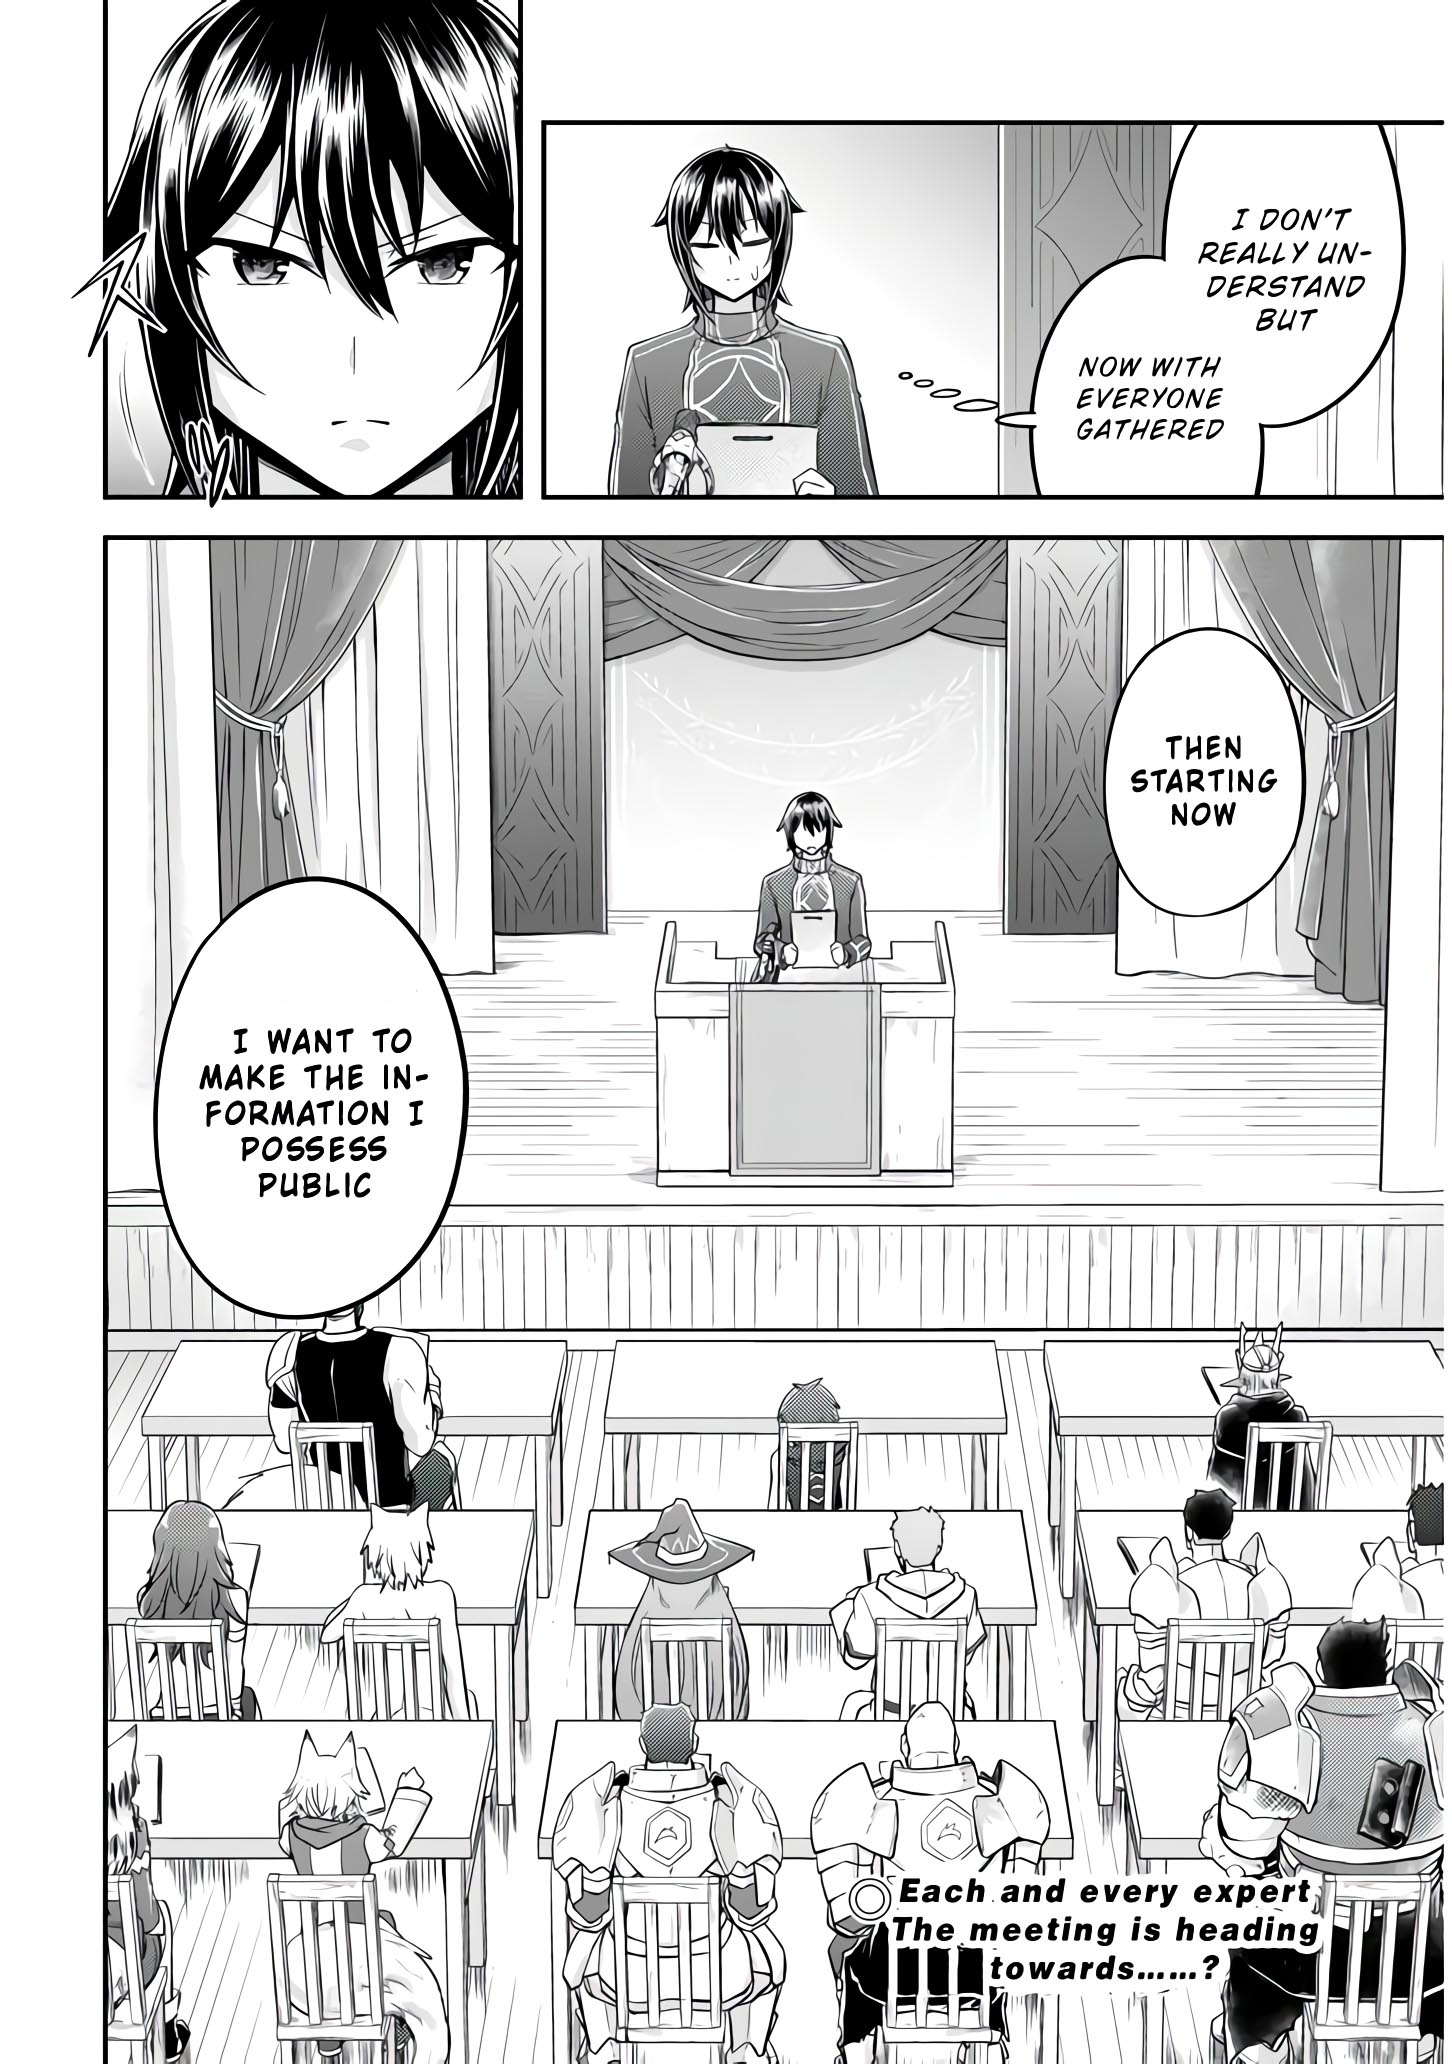 I DON'T
REALLY UN-
DERSTAND
BUT
NOW WITH
EVERYONE
GATHERED
THEN
STARTING
NOW
I WANT TO
MAKE THE IN-
FORMATION I
POSSESS
PUBLIC
◎ Each and every expert
The meeting is heading
towards......?